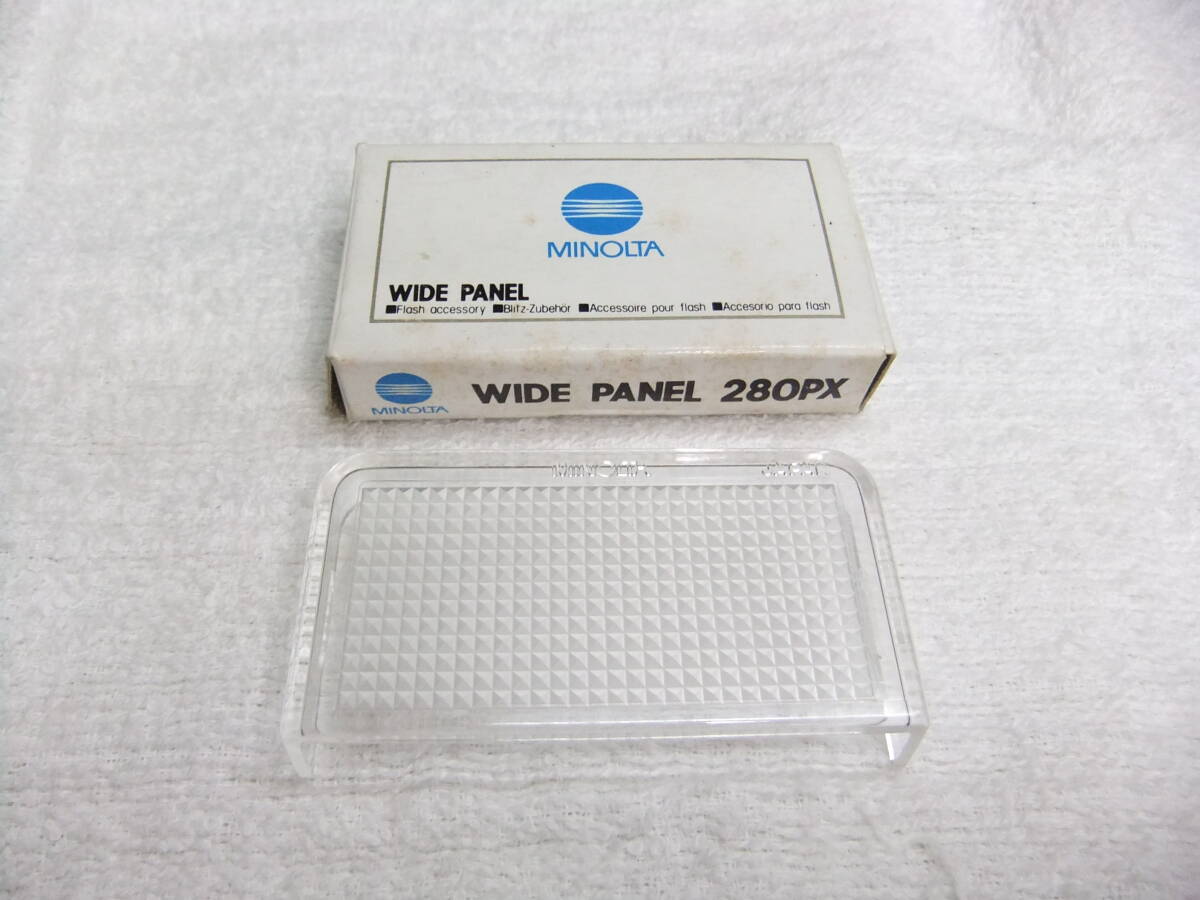 MINOLTA
WIDE PANEL
■Flash accessory ■Blitz-Zubehör ■Accessoire pour flash ■Accesorio para flash
MINOLTA
WIDE PANEL 280PX